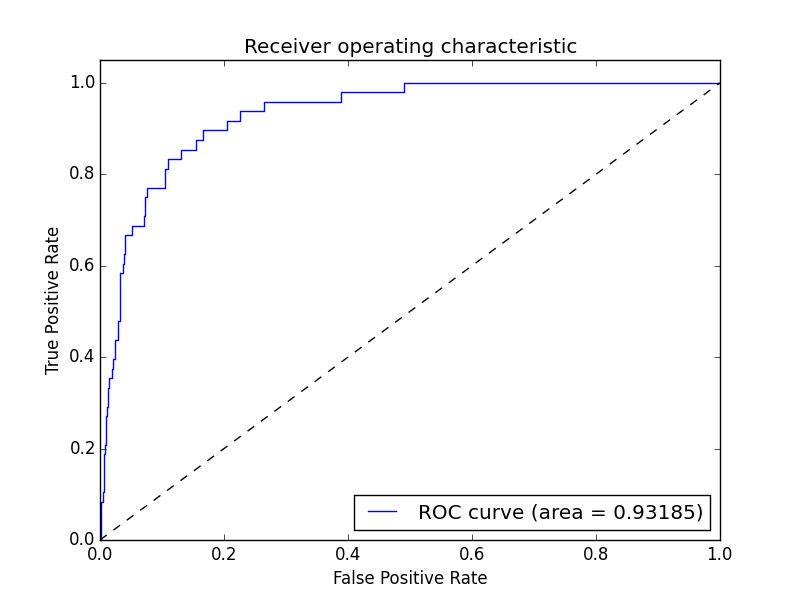 Receiver operating characteristic
1.0
0.8
0.6
0.4
0.2
0.0
True Positive Rate
ROC curve (area = 0.93185)
0.0 0.2 0.4 0.6 0.8 1.0
False Positive Rate